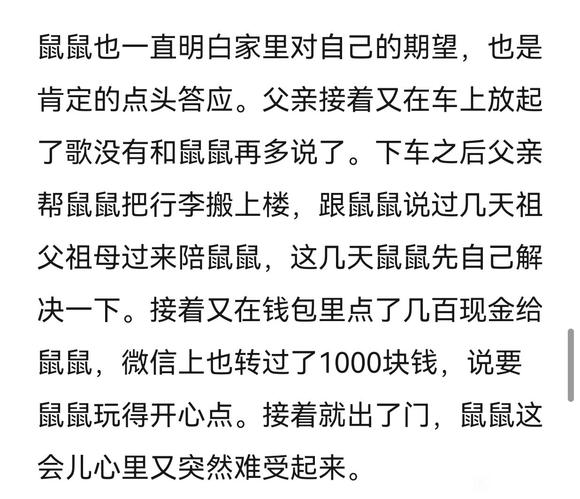 鼠鼠也一直明白家里对自己的期望，也是
肯定的点头答应。父亲接着又在车上放起
了歌没有和鼠鼠再多说了。下车之后父亲
帮鼠鼠把行李搬上楼，跟鼠鼠说过几天祖
父祖母过来陪鼠鼠，这几天鼠鼠先自己解
决一下。接着又在钱包里点了几百现金给
鼠鼠，微信上也转过了1000块钱，说要
鼠鼠玩得开心点。接着就出了门，鼠鼠这
会儿心里又突然难受起来。